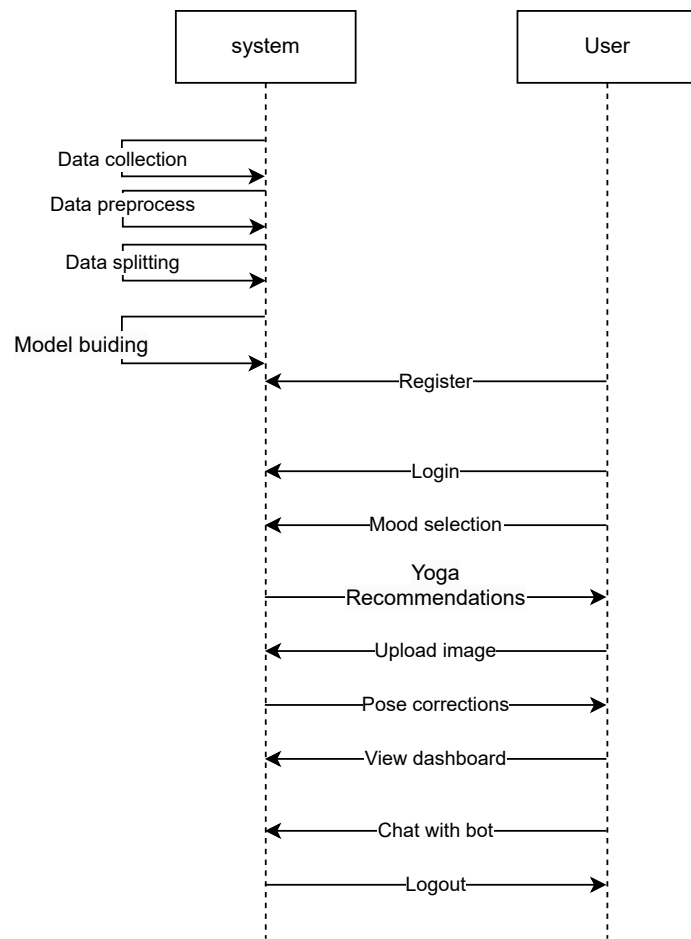 system
User
Data collection
Data preprocess
Data splitting
Model buiding
Register
Login
Mood selection
Yoga
Recommendations
Upload image
Pose corrections
View dashboard
Chat with bot
Logout